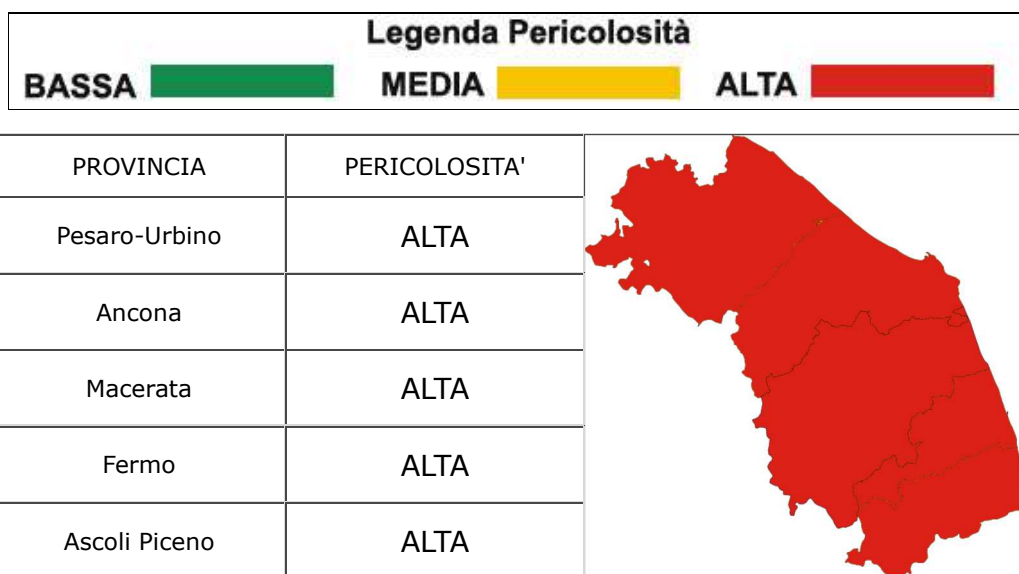 Legenda Pericolosità
BASSA MEDIA ALTA
PROVINCIA PERICOLOSITA'
Pesaro-Urbino ALTA
Ancona ALTA
Macerata ALTA
Fermo ALTA
Ascoli Piceno ALTA